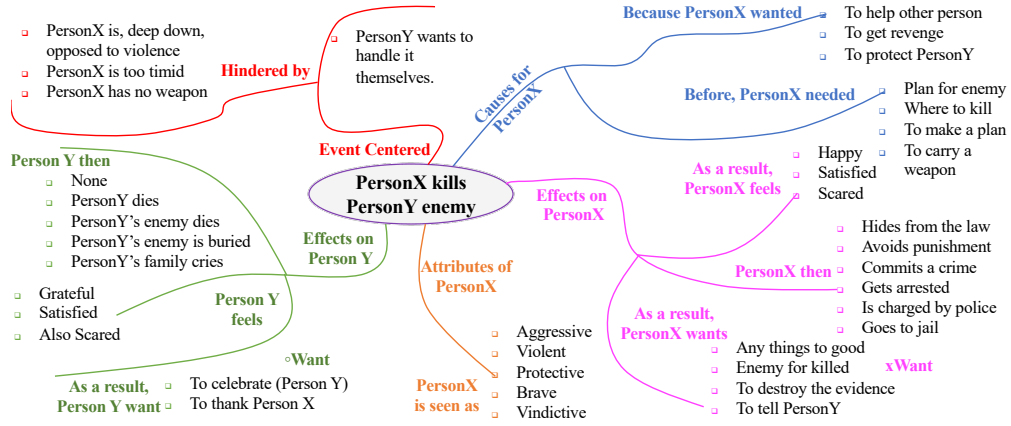 PersonX is, deep down,
opposed to violence
PersonX is too timid
PersonX has no weapon
Hindered by
PersonY wants to
handle it
themselves.
Event Centered
Causes for
PersonX
Because PersonX wanted
To help other person
To get revenge
To protect PersonY
Before, PersonX needed
Plan for enemy
Where to kill
To make a plan
To carry a
weapon
PersonX kills
PersonY enemy
Person Y then
None
PersonY dies
PersonY's enemy dies
PersonY's enemy is buried
PersonY's family cries
Effects on
Person Y
Person Y
feels
Grateful
Satisfied
Also Scared
oWant
As a result,
Person Y want
To celebrate (Person Y)
To thank Person X
Attributes of
PersonX
PersonX
is seen as
Aggressive
Violent
Protective
Brave
Vindictive
Effects on
PersonX
As a result,
PersonX feels
Happy
Satisfied
Scared
PersonX then
Hides from the law
Avoids punishment
Commits a crime
Gets arrested
Is charged by police
Goes to jail
As a result,
PersonX wants
Any things to good
Enemy for killed
To destroy the evidence
To tell PersonY
xWant